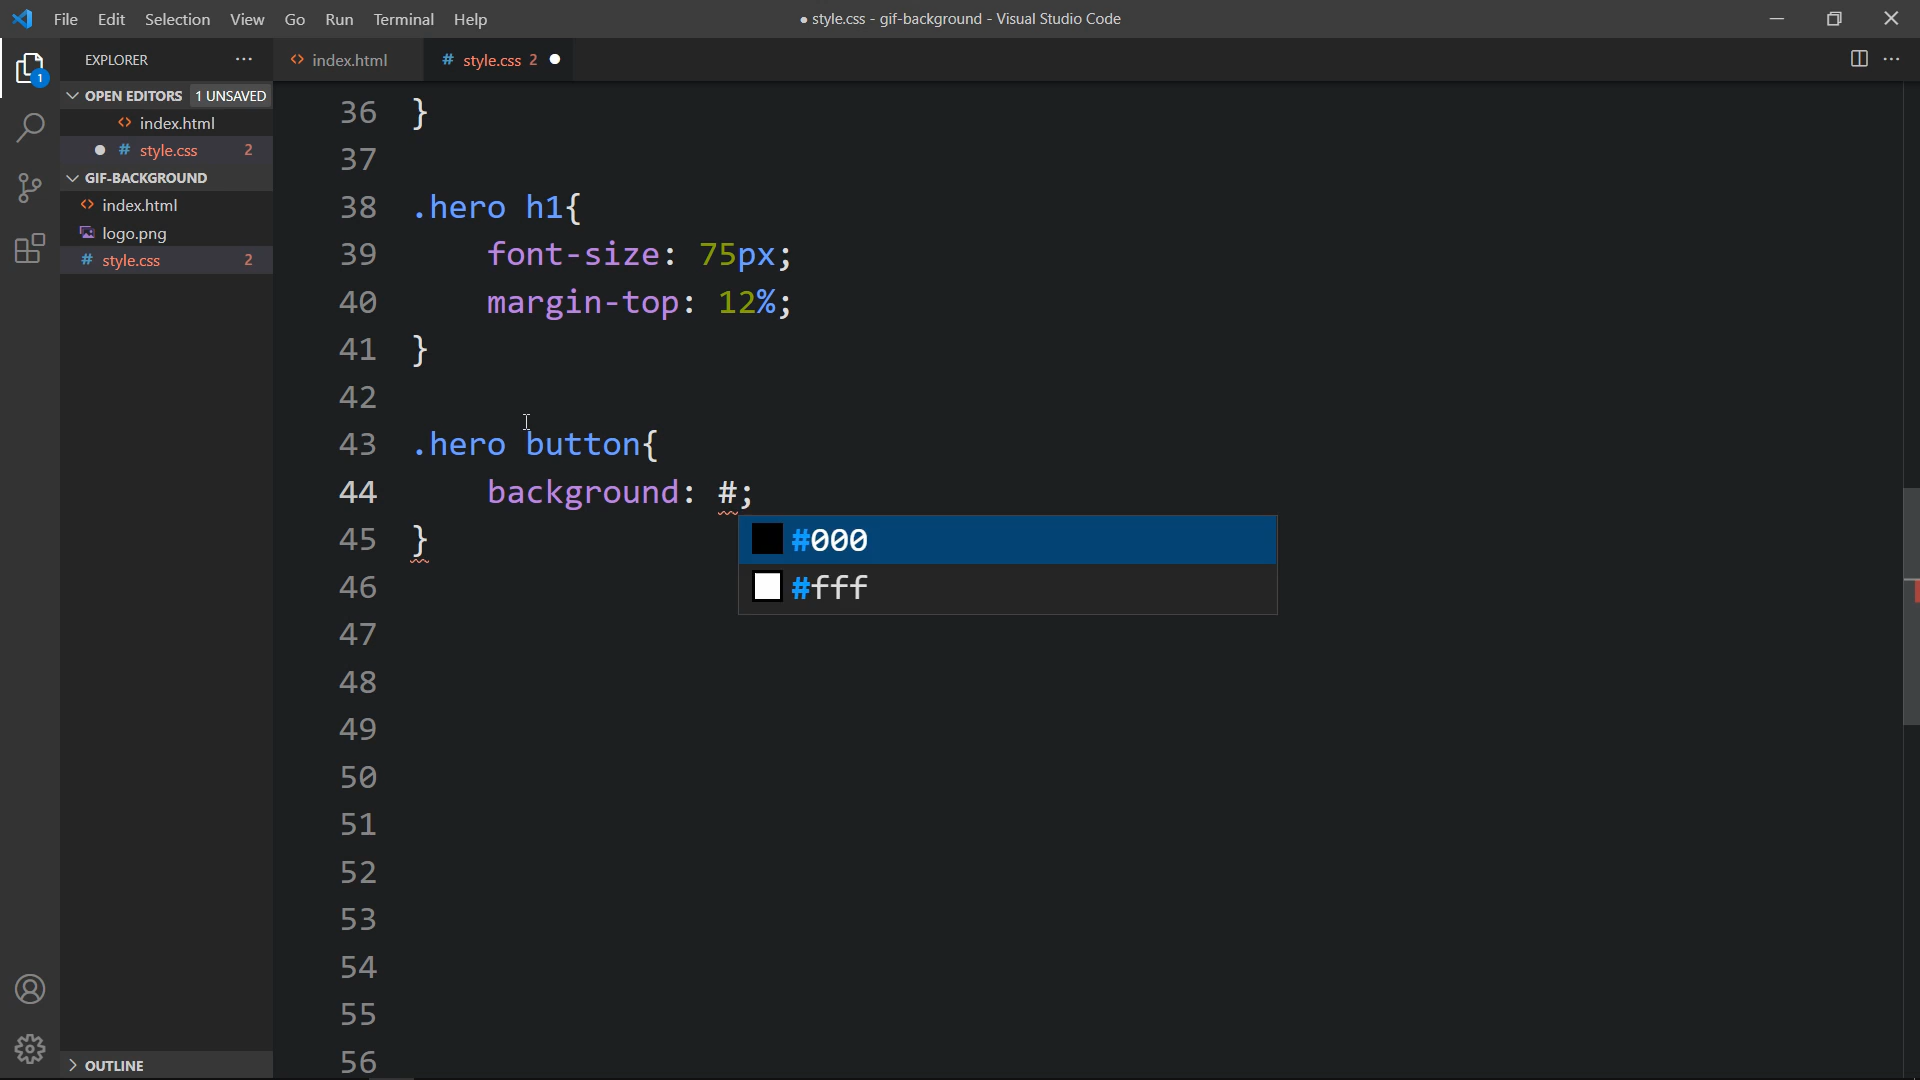 File Edit Selection View Go Run Terminal Help
● style.css - gif-background - Visual Studio Code
1
EXPLORER
OPEN EDITORS 1 UNSAVED
index.html
# style.css 2
GIF-BACKGROUND
index.html
logo.png
# style.css 2
OUTLINE
index.html
# style.css 2
36 }
37
38 .hero h1{
39 font-size: 75px;
40 margin-top: 12%;
41 }
42
43 .hero button{
44 background: #;
45 }
#000
#fff
46
47
48
49
50
51
52
53
54
55
56